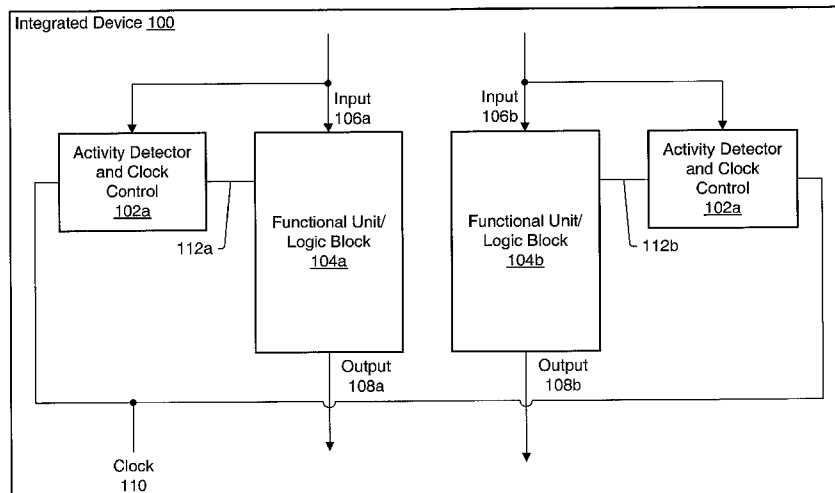 Integrated Device 100
Input
106a
Input
106b
Activity Detector
and Clock
Control
102a
Functional Unit/
Logic Block
104a
Functional Unit/
Logic Block
104b
Activity Detector
and Clock
Control
102a
112a
112b
Output
108a
Output
108b
Clock
110